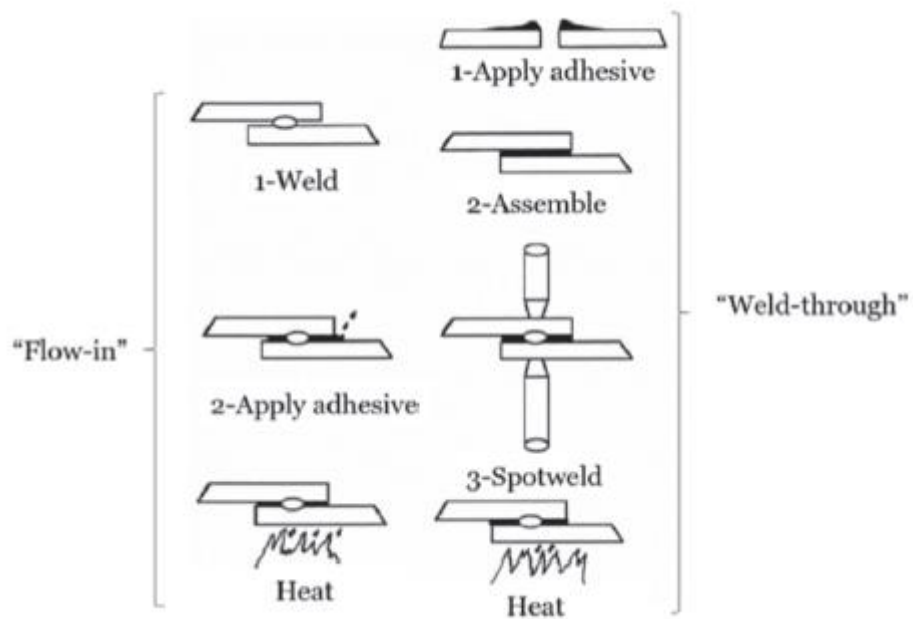 “Flow-in”
1-Weld
2-Apply adhesive
Heat
1-Apply adhesive
2-Assemble
3-Spotweld
Heat
“Weld-through”